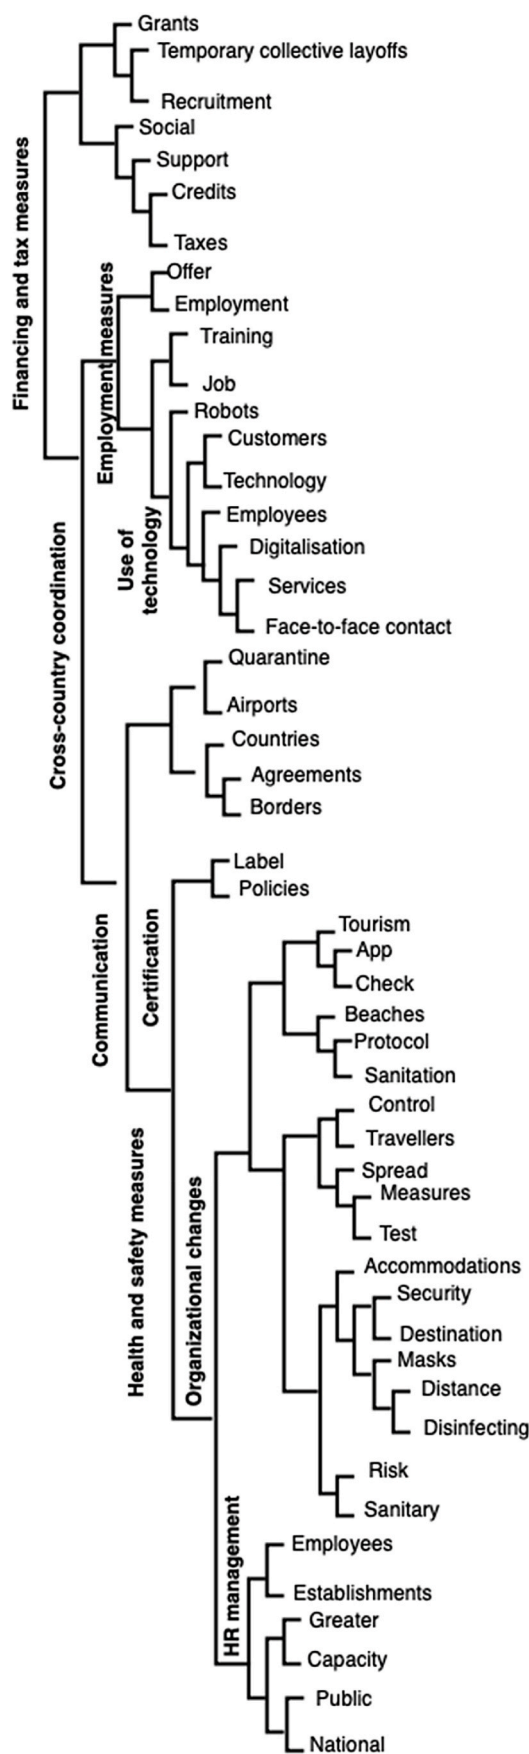 Grants
Temporary collective layoffs
Recruitment
Social
Support
Credits
Taxes
Financing and tax measures
Offer
Employment
Employment measures
Training
Job
Robots
Customers
Technology
Employees
Use of
technology
Digitalisation
Services
Face-to-face contact
Cross-country coordination
Quarantine
Airports
Countries
Agreements
Borders
Label
Policies
Communication
Certification
Tourism
App
Check
Beaches
Protocol
Sanitation
Control
Travellers
Spread
Measures
Test
Health and safety measures
Organizational changes
Accommodations
Security
Destination
Masks
Distance
Disinfecting
Risk
Sanitary
HR management
Employees
Establishments
Greater
Capacity
Public
National